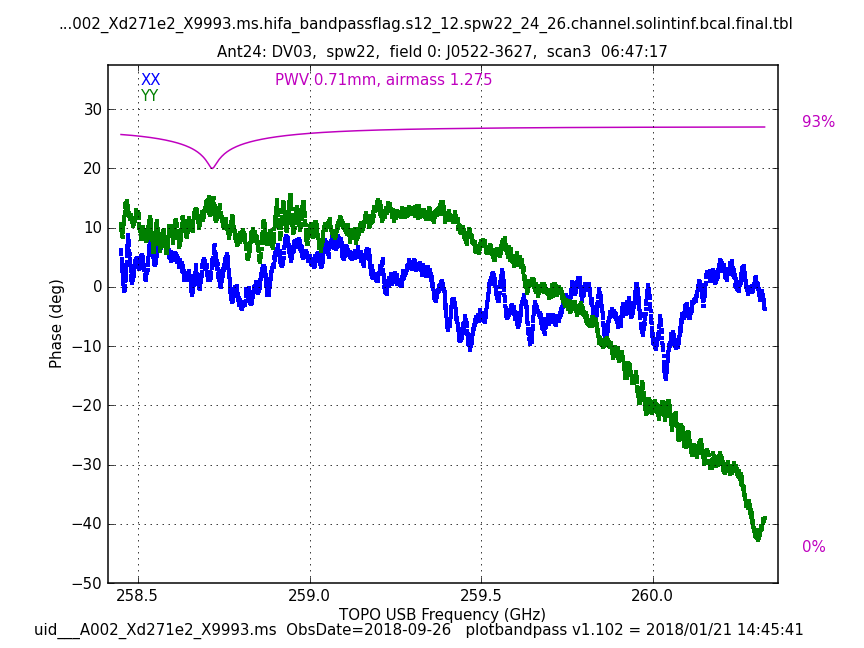 ...002_Xd271e2_X9993.ms.hifa_bandpassflag.s12_12.spw22_24_26.channel.solintinf.bcal.final.tbl
Ant24: DV03,  spw22,  field 0: J0522-3627,  scan3  06:47:17
XX
PWV 0.71mm, airmass 1.275
YY
93%
0%
30
20
10
0
−10
−20
−30
−40
−50
Phase (deg)
258.5
259.0
259.5
260.0
TOPO USB Frequency (GHz)
uid___A002_Xd271e2_X9993.ms  ObsDate=2018-09-26   plotbandpass v1.102 = 2018/01/21 14:45:41